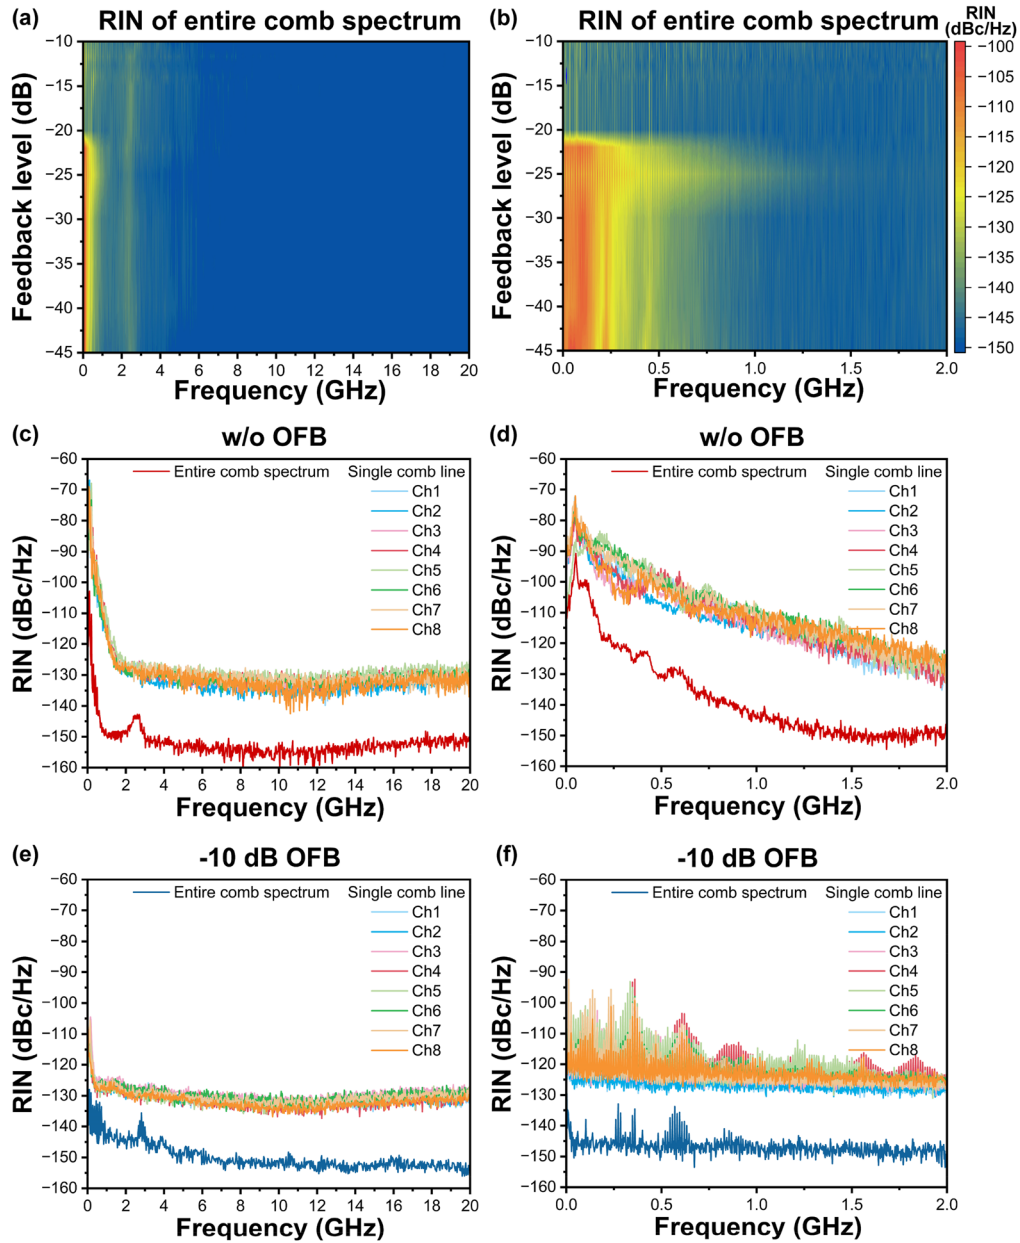 (a)
RIN of entire comb spectrum
Feedback level (dB)
−10
−15
−20
−25
−30
−35
−40
−45
0 2 4 6 8 10 12 14 16 18 20
Frequency (GHz)
(b)
RIN of entire comb spectrum
Feedback level (dB)
−10
−15
−20
−25
−30
−35
−40
−45
0.0 0.5 1.0 1.5 2.0
Frequency (GHz)
RIN
(dBc/Hz)
−100
−105
−110
−115
−120
−125
−130
−135
−140
−145
−150
(c)
w/o OFB
RIN (dBc/Hz)
−60
−70
−80
−90
−100
−110
−120
−130
−140
−150
−160
Entire comb spectrum Single comb line
Ch1
Ch2
Ch3
Ch4
Ch5
Ch6
Ch7
Ch8
0 2 4 6 8 10 12 14 16 18 20
Frequency (GHz)
(d)
w/o OFB
RIN (dBc/Hz)
−60
−70
−80
−90
−100
−110
−120
−130
−140
−150
−160
Entire comb spectrum Single comb line
Ch1
Ch2
Ch3
Ch4
Ch5
Ch6
Ch7
Ch8
0.0 0.5 1.0 1.5 2.0
Frequency (GHz)
(e)
-10 dB OFB
RIN (dBc/Hz)
−60
−70
−80
−90
−100
−110
−120
−130
−140
−150
−160
Entire comb spectrum Single comb line
Ch1
Ch2
Ch3
Ch4
Ch5
Ch6
Ch7
Ch8
0 2 4 6 8 10 12 14 16 18 20
Frequency (GHz)
(f)
-10 dB OFB
RIN (dBc/Hz)
−60
−70
−80
−90
−100
−110
−120
−130
−140
−150
−160
Entire comb spectrum Single comb line
Ch1
Ch2
Ch3
Ch4
Ch5
Ch6
Ch7
Ch8
0.0 0.5 1.0 1.5 2.0
Frequency (GHz)